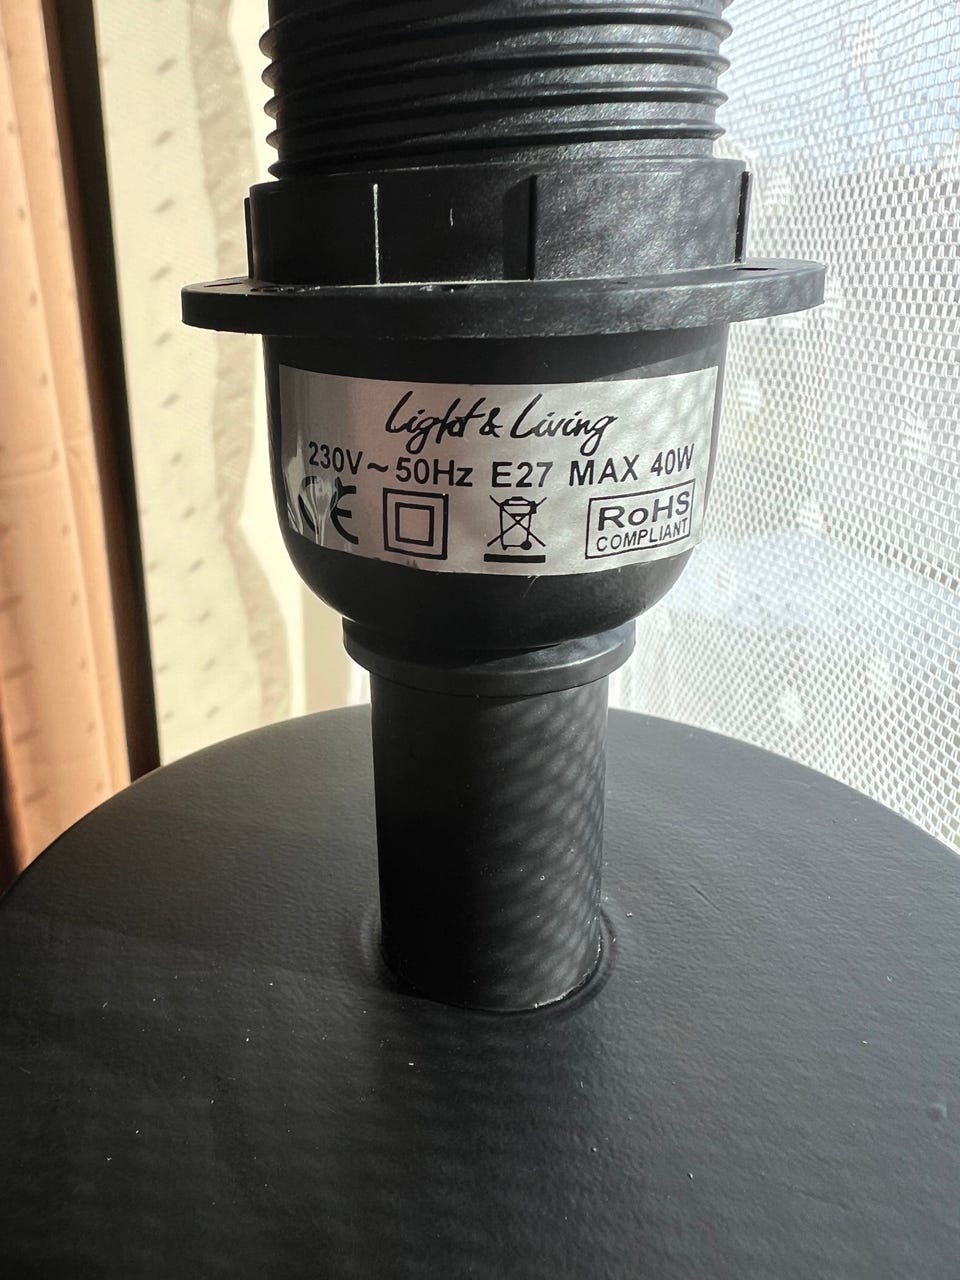 Light & Living
230V~50Hz E27 MAX 40W
CE RoHS
COMPLIANT